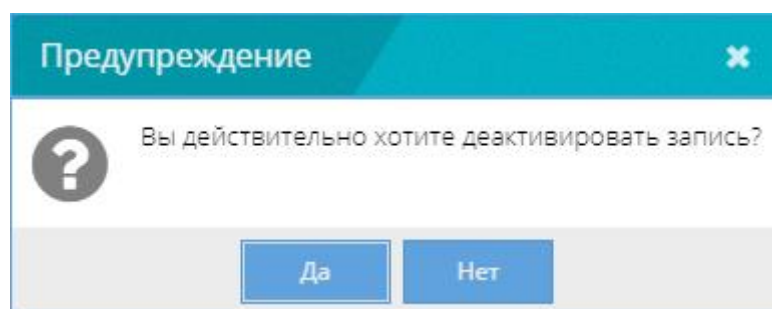 Предупреждение
Вы действительно хотите деактивировать запись?
Да
Нет